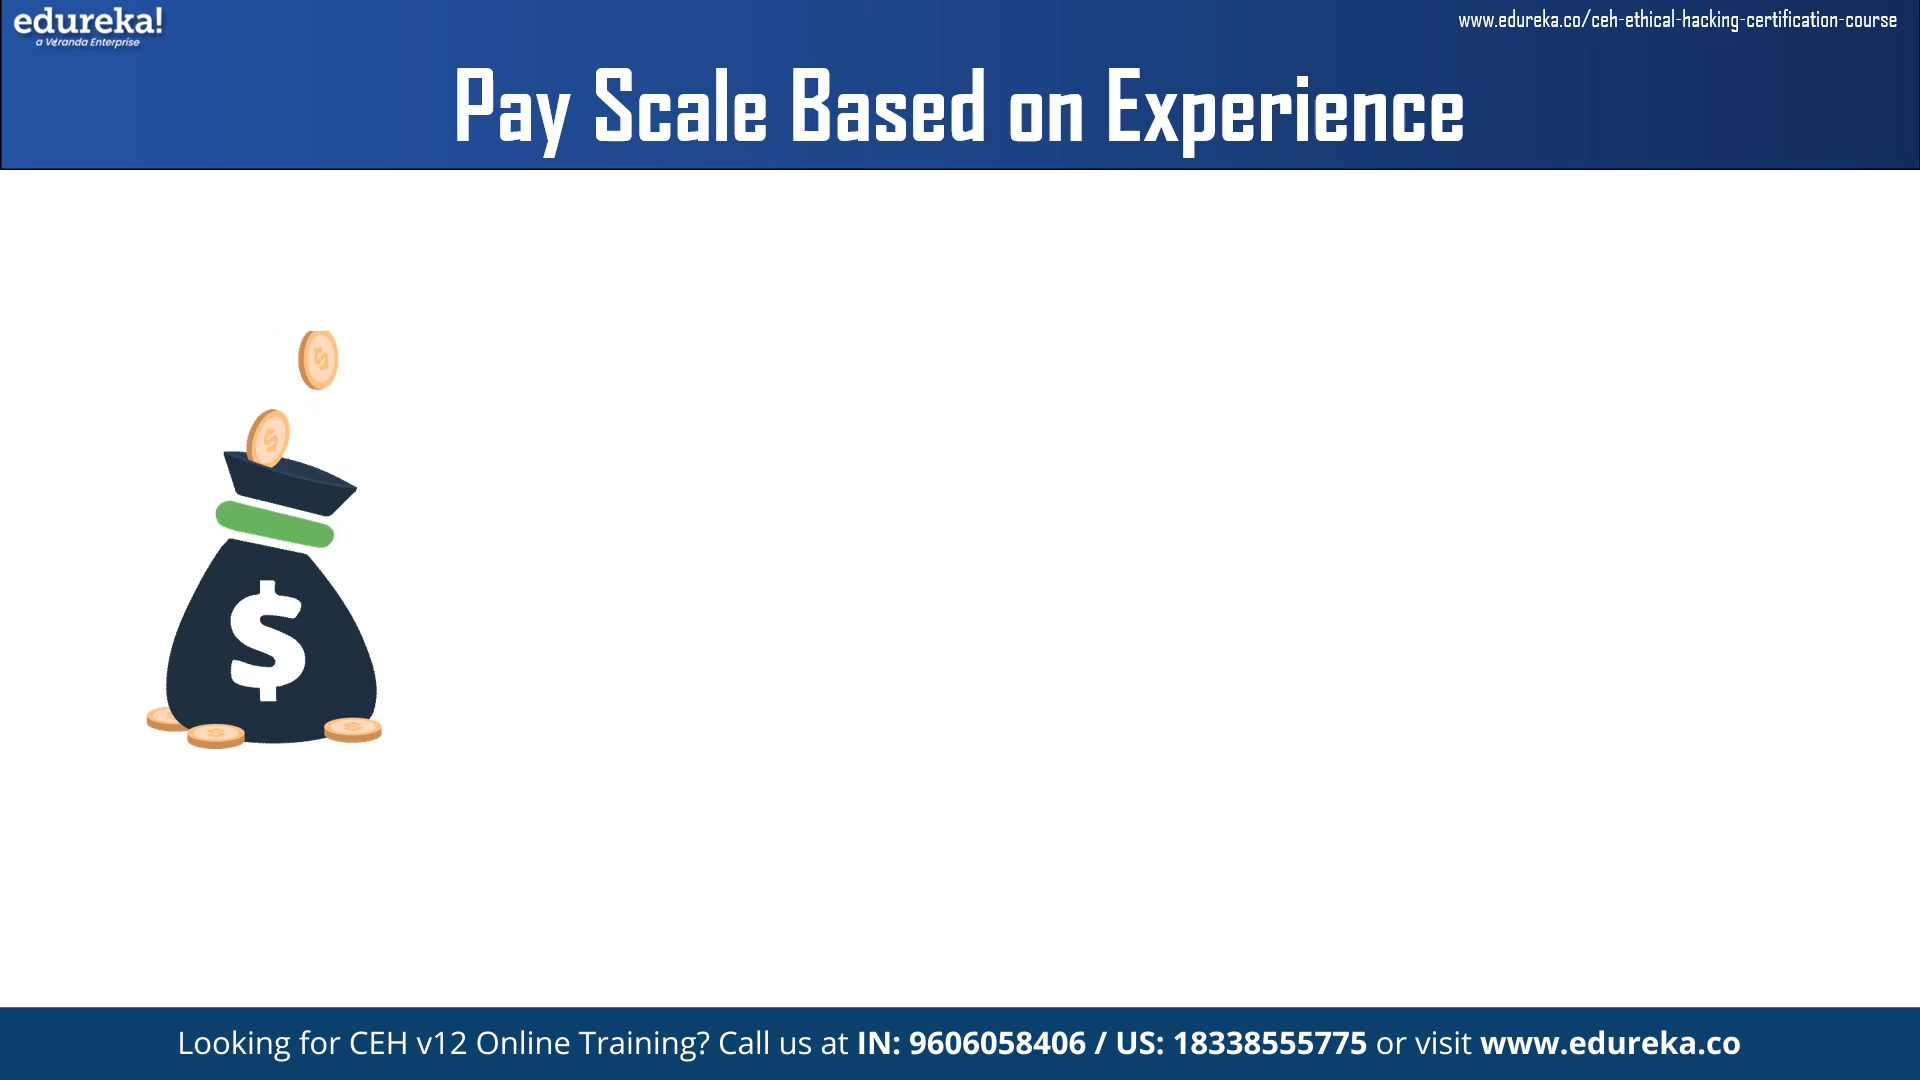 edureka!
a Veranda Enterprise
www.edureka.co/ceh-ethical-hacking-certification-course
Pay Scale Based on Experience
$
Looking for CEH v12 Online Training? Call us at IN: 9606058406 / US: 18338555775 or visit www.edureka.co